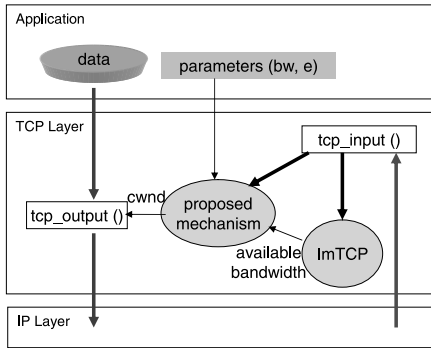 Application
data
parameters (bw, e)
TCP Layer
tcp_input ()
cwnd
proposed
mechanism
tcp_output ()
available
bandwidth
ImTCP
IP Layer